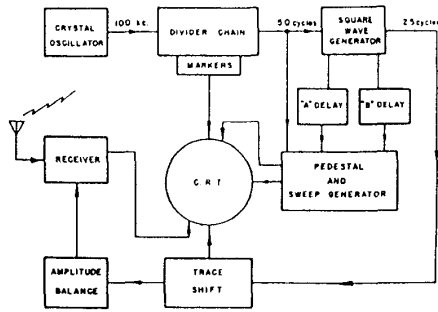 CRYSTAL
OSCILLATOR
100 kc.
DIVIDER CHAIN
MARKERS
50 cycles
SQUARE
WAVE
GENERATOR
25 cycles
"A" DELAY
"B" DELAY
RECEIVER
C.R.T
PEDESTAL
AND
SWEEP GENERATOR
AMPLITUDE
BALANCE
TRACE
SHIFT